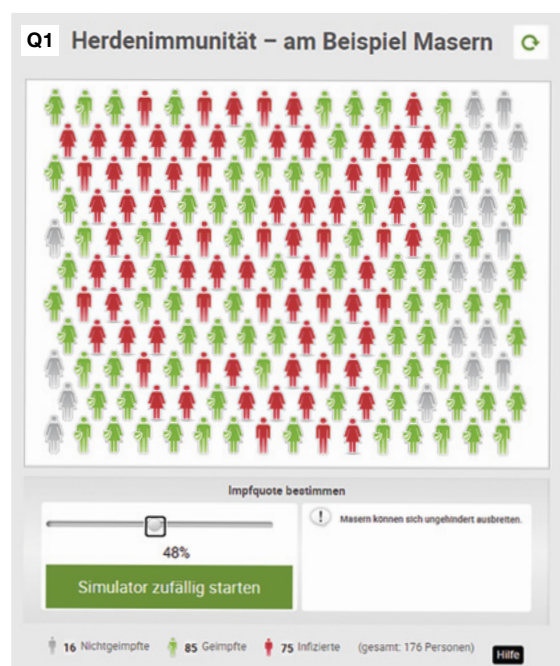 Q1 Herdenimmunität – am Beispiel Masern
Impfquote bestimmen
48%
Simulator zufällig starten
! Masern können sich ungehindert ausbreiten.
16 Nichtgeimpfte 85 Geimpfte 75 Infizierte (gesamt: 176 Personen) Hilfe